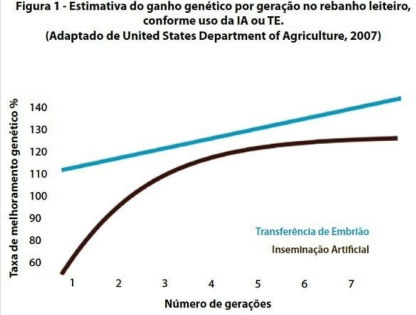 Figura 1 - Estimativa do ganho genético por geração no rebanho leiteiro,
conforme uso da IA ou TE.
(Adaptado de United States Department of Agriculture, 2007)
Taxa de melhoramento genético %
140
130
120
110
100
90
80
60
Transferência de Embrião
Inseminação Artificial
1 2 3 4 5 6 7
Número de gerações